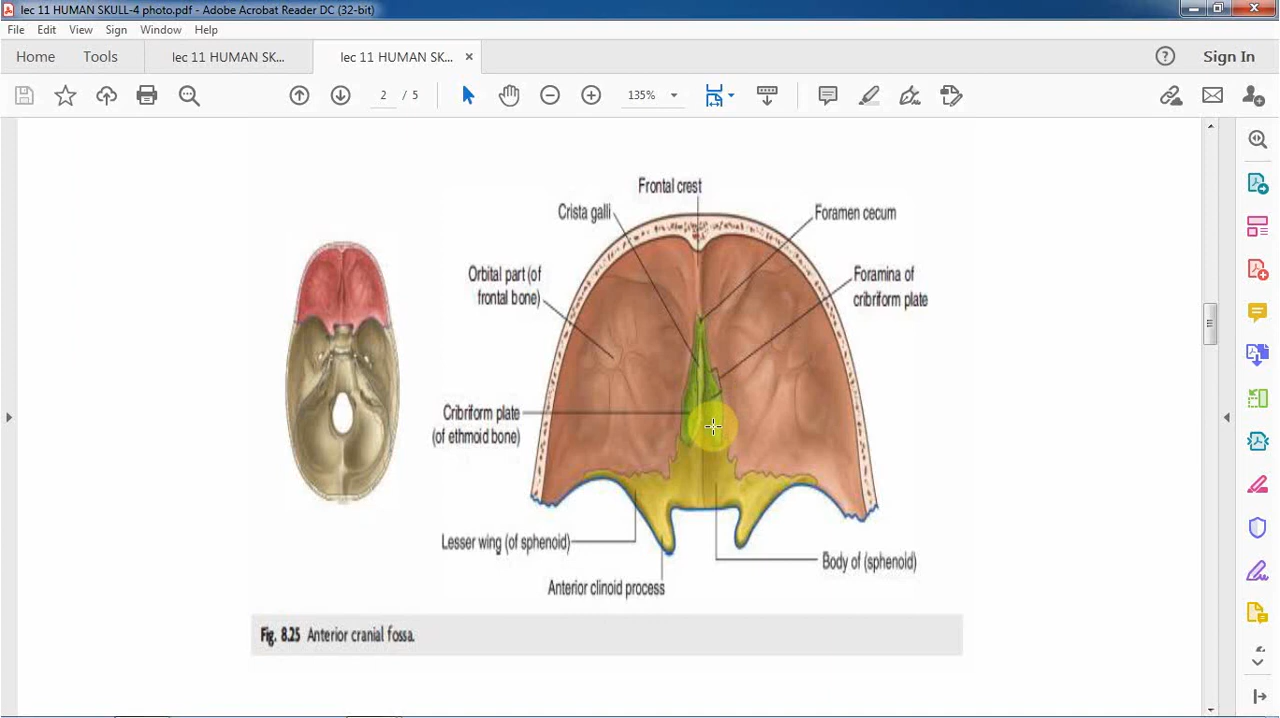 lec 11 HUMAN SKULL-4 photo.pdf - Adobe Acrobat Reader DC (32-bit)
File Edit View Sign Window Help
Home Tools lec 11 HUMAN SK... lec 11 HUMAN SK... × Sign In
2 / 5 135%
Frontal crest
Crista galli
Foramen cecum
Orbital part (of
frontal bone)
Foramina of
cribriform plate
Cribriform plate
(of ethmoid bone)
Lesser wing (of sphenoid)
Body of (sphenoid)
Anterior clinoid process
Fig. 8.25 Anterior cranial fossa.